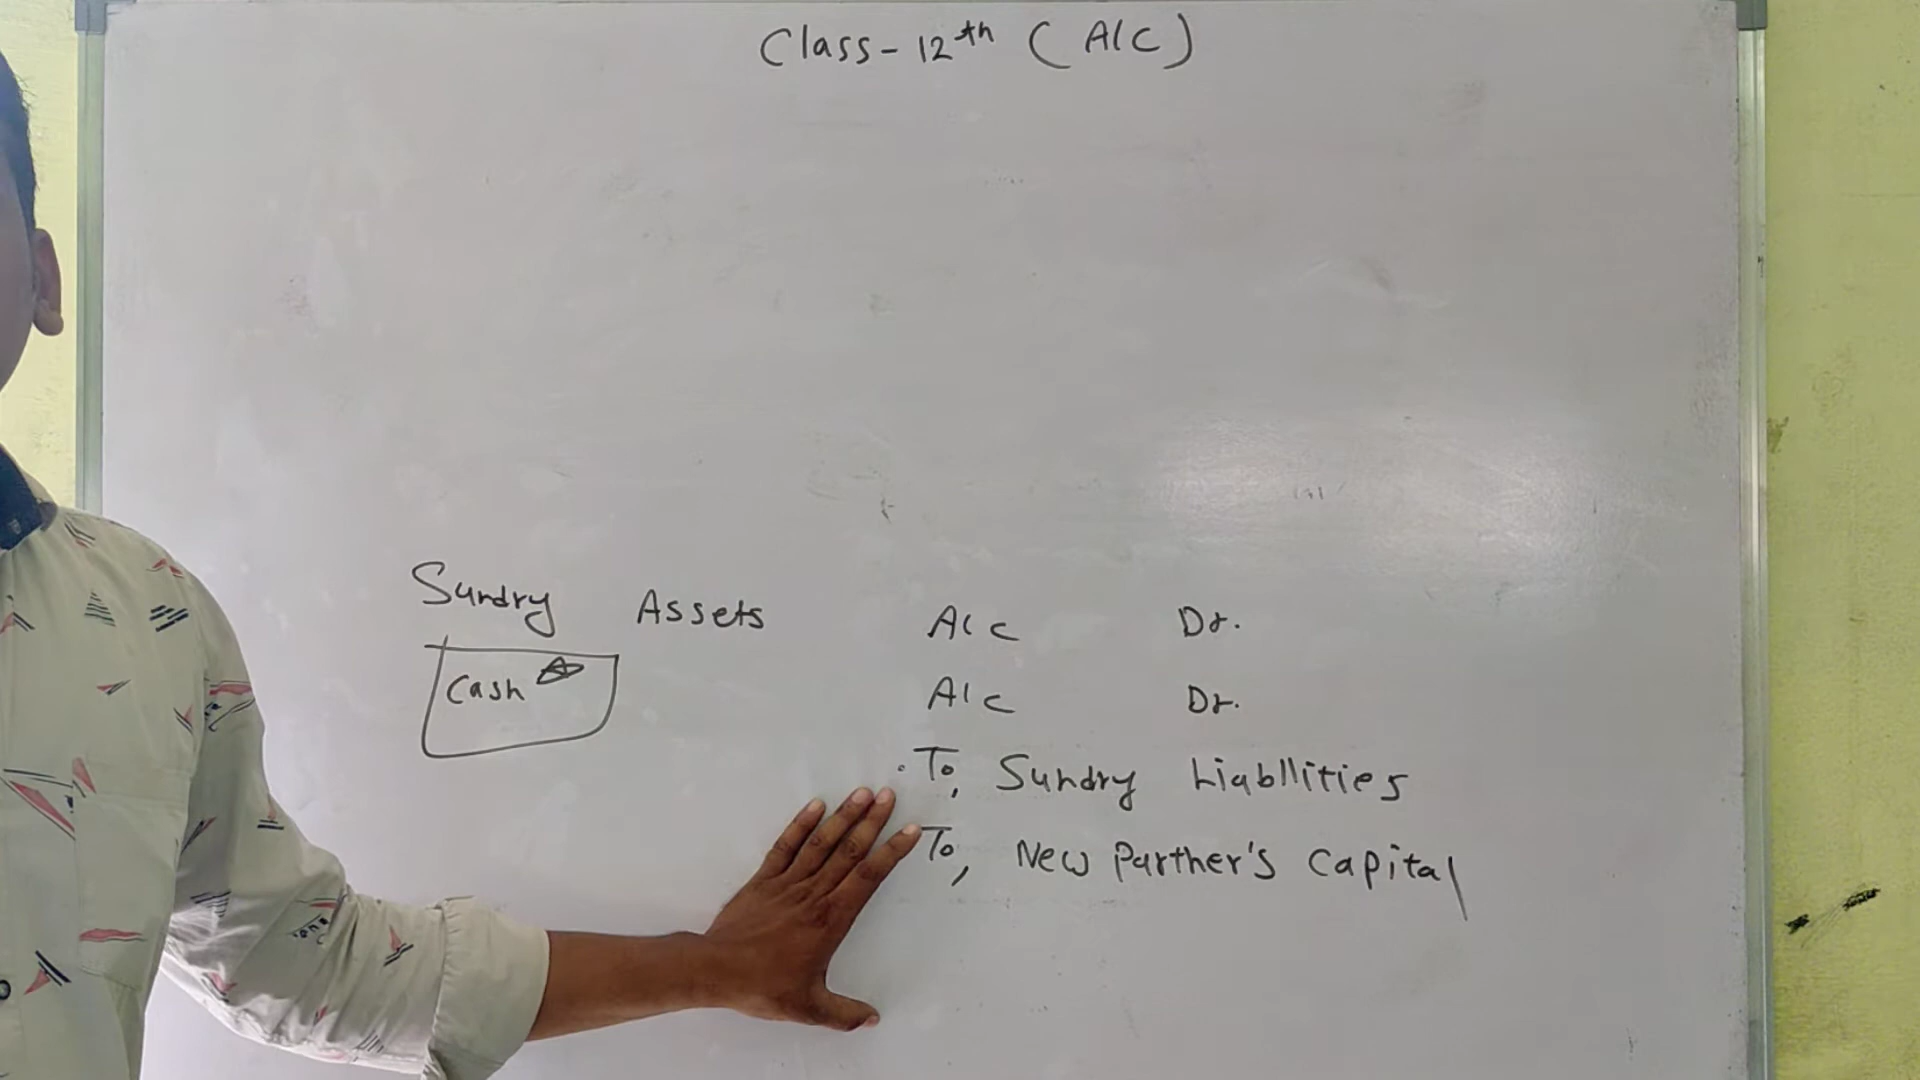 Class-12th (A/C)
Sundry Assets A/c Dr.
Cash A/c Dr.
To, Sundry Liabllities
To, New Parther's Capital